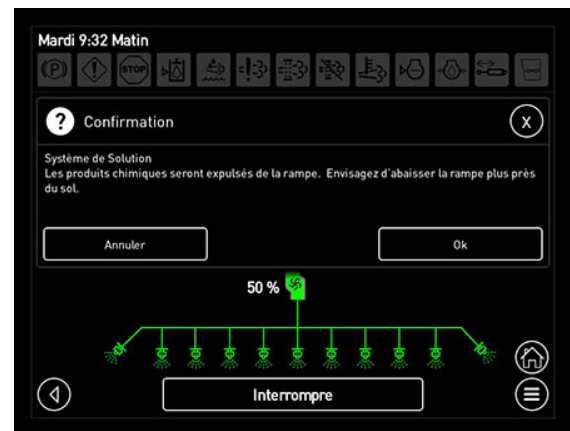 Mardi 9:32 Matin
(P)
STOP
? Confirmation X
Système de Solution
Les produits chimiques seront expulsés de la rampe. Envisagez d'abaisser la rampe plus près
du sol.
Annuler Ok
50 %
Interrompre